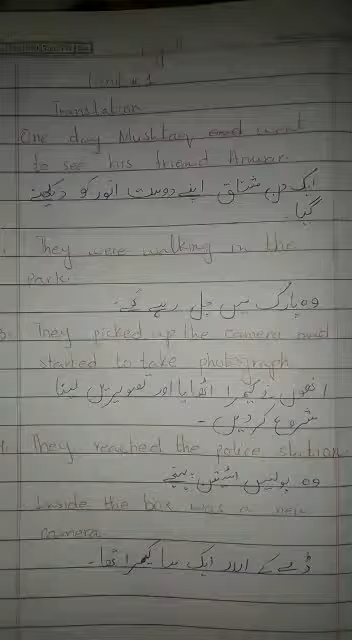 Unit #1
Translation
One day Mushtaq and went
to see his friend Anwar.
ایک دن مشتاق اپنے دوست انور کو دیکھنے
گیا۔
They were walking in the
park.
وہ پارک میں چل رہے تھے۔
3. They picked up the camera and
started to take photograph
انھوں نے کیمرا اٹھایا اور تصویریں لینا
شروع کردیں۔
4. They reached the police station
وہ پولیس اسٹیشن پہنچے
Inside the box was a new
camera
ڈبے کے اندر ایک نیا کیمرا تھا۔